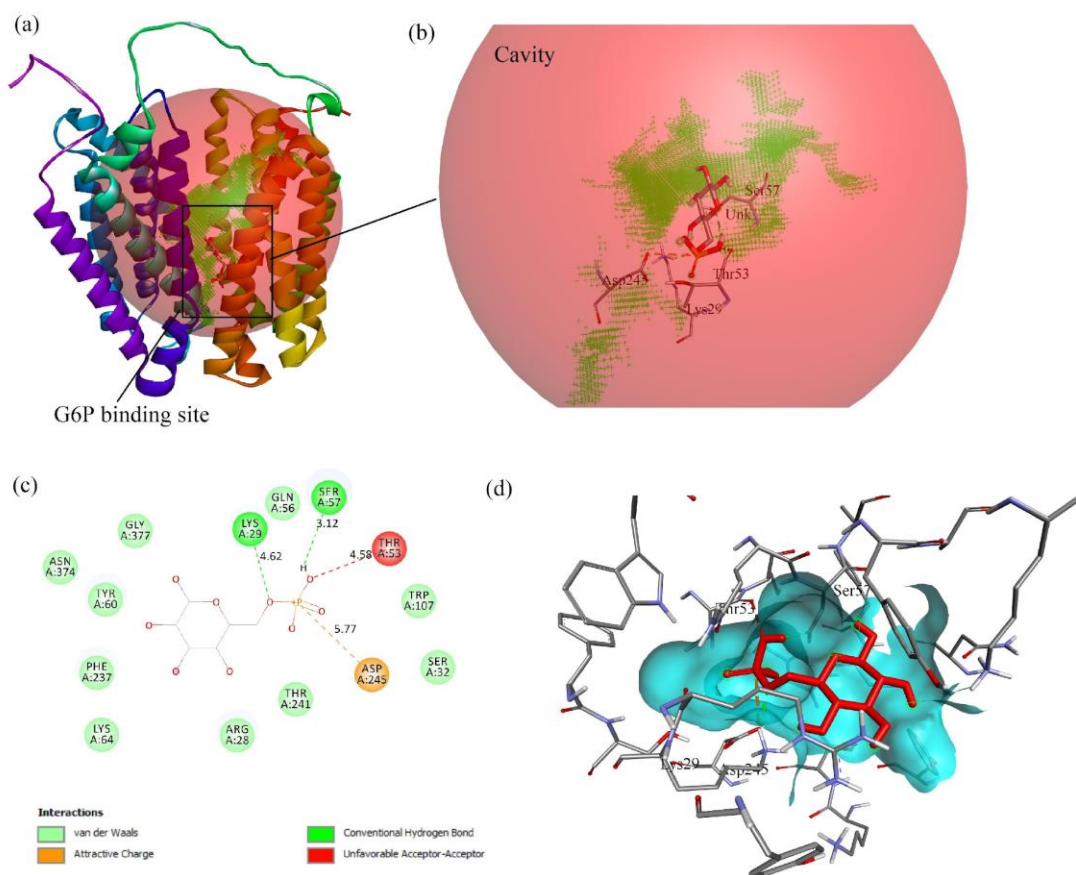 (a)
(b)
Cavity
Ser57
Unk
Asp245
Thr53
Lys29
G6P binding site
(c)
(d)
GLN
A:56
SER
A:57
LYS
A:29
3.12
GLY
A:377
4.62
4.58
THR
A:53
ASN
A:374
TYR
A:60
H
O
O
O
P
O
O
TRP
A:107
O
O
O
O
5.77
PHE
A:237
ASP
A:245
SER
A:32
THR
A:241
LYS
A:64
ARG
A:28
Thr53
Ser57
Lys29
Asp245
Interactions
van der Waals
Attractive Charge
Conventional Hydrogen Bond
Unfavorable Acceptor-Acceptor